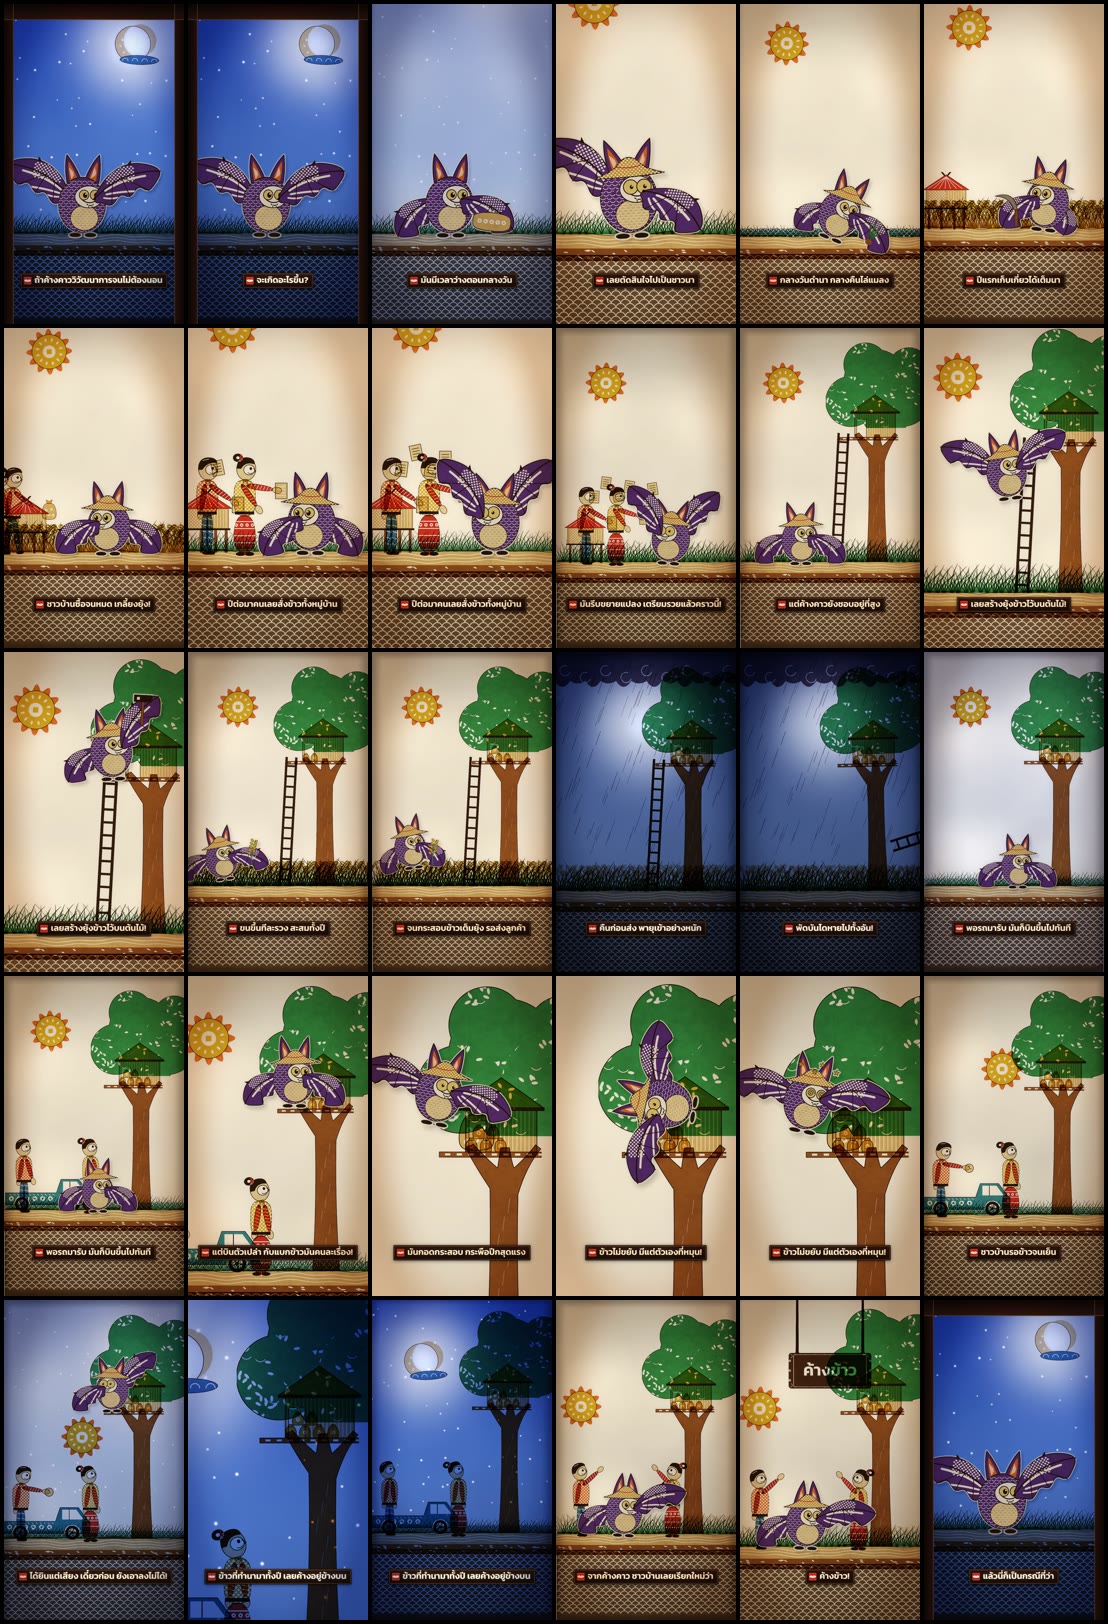 ถ้าค้างคาววิวัฒนาการจนไม่ต้องนอน
จะเกิดอะไรขึ้น?
มันมีเวลาว่างตอนกลางวัน
เลยตัดสินใจไปเป็นชาวนา
กลางวันดำนา กลางคืนไล่แมลง
ปีแรกเก็บเกี่ยวได้เต็มนา
ชาวบ้านซื้อจนหมด เกลี้ยงยุ้ง!
ปีต่อมาคนเลยสั่งข้าวทั้งหมู่บ้าน
ปีต่อมาคนเลยสั่งข้าวทั้งหมู่บ้าน
มันรีบขยายแปลง เตรียมรวยแล้วคราวนี้!
แต่ค้างคาวยังชอบอยู่ที่สูง
เลยสร้างยุ้งข้าวไว้บนต้นไม้!
เลยสร้างยุ้งข้าวไว้บนต้นไม้!
ขนขึ้นทีละรวง สะสมทั้งปี
จนกระสอบข้าวเต็มยุ้ง รอส่งลูกค้า
คืนก่อนส่ง พายุเข้าอย่างหนัก
พัดบันไดหายไปทั้งอัน!
พอรถมารับ มันก็บินขึ้นไปทันที
พอรถมารับ มันก็บินขึ้นไปทันที
แต่บินตัวเปล่า กับแบกข้าวมันคนละเรื่อง!
มันกอดกระสอบ กระพือปีกสุดแรง
ข้าวไม่ขยับ มีแต่ตัวเองที่หมุน!
ข้าวไม่ขยับ มีแต่ตัวเองที่หมุน!
ชาวบ้านรอข้าวจนเย็น
ได้ยินแต่เสียง เดี๋ยวก่อน ยังเอาลงไม่ได้!
ข้าวที่ทำนามาทั้งปี เลยค้างอยู่ข้างบน
ข้าวที่ทำนามาทั้งปี เลยค้างอยู่ข้างบน
จากค้างคาว ชาวบ้านเลยเรียกใหม่ว่า
ค้างข้าว
ค้างข้าว!
แล้วนี่ก็เป็นกรณีที่ว่า